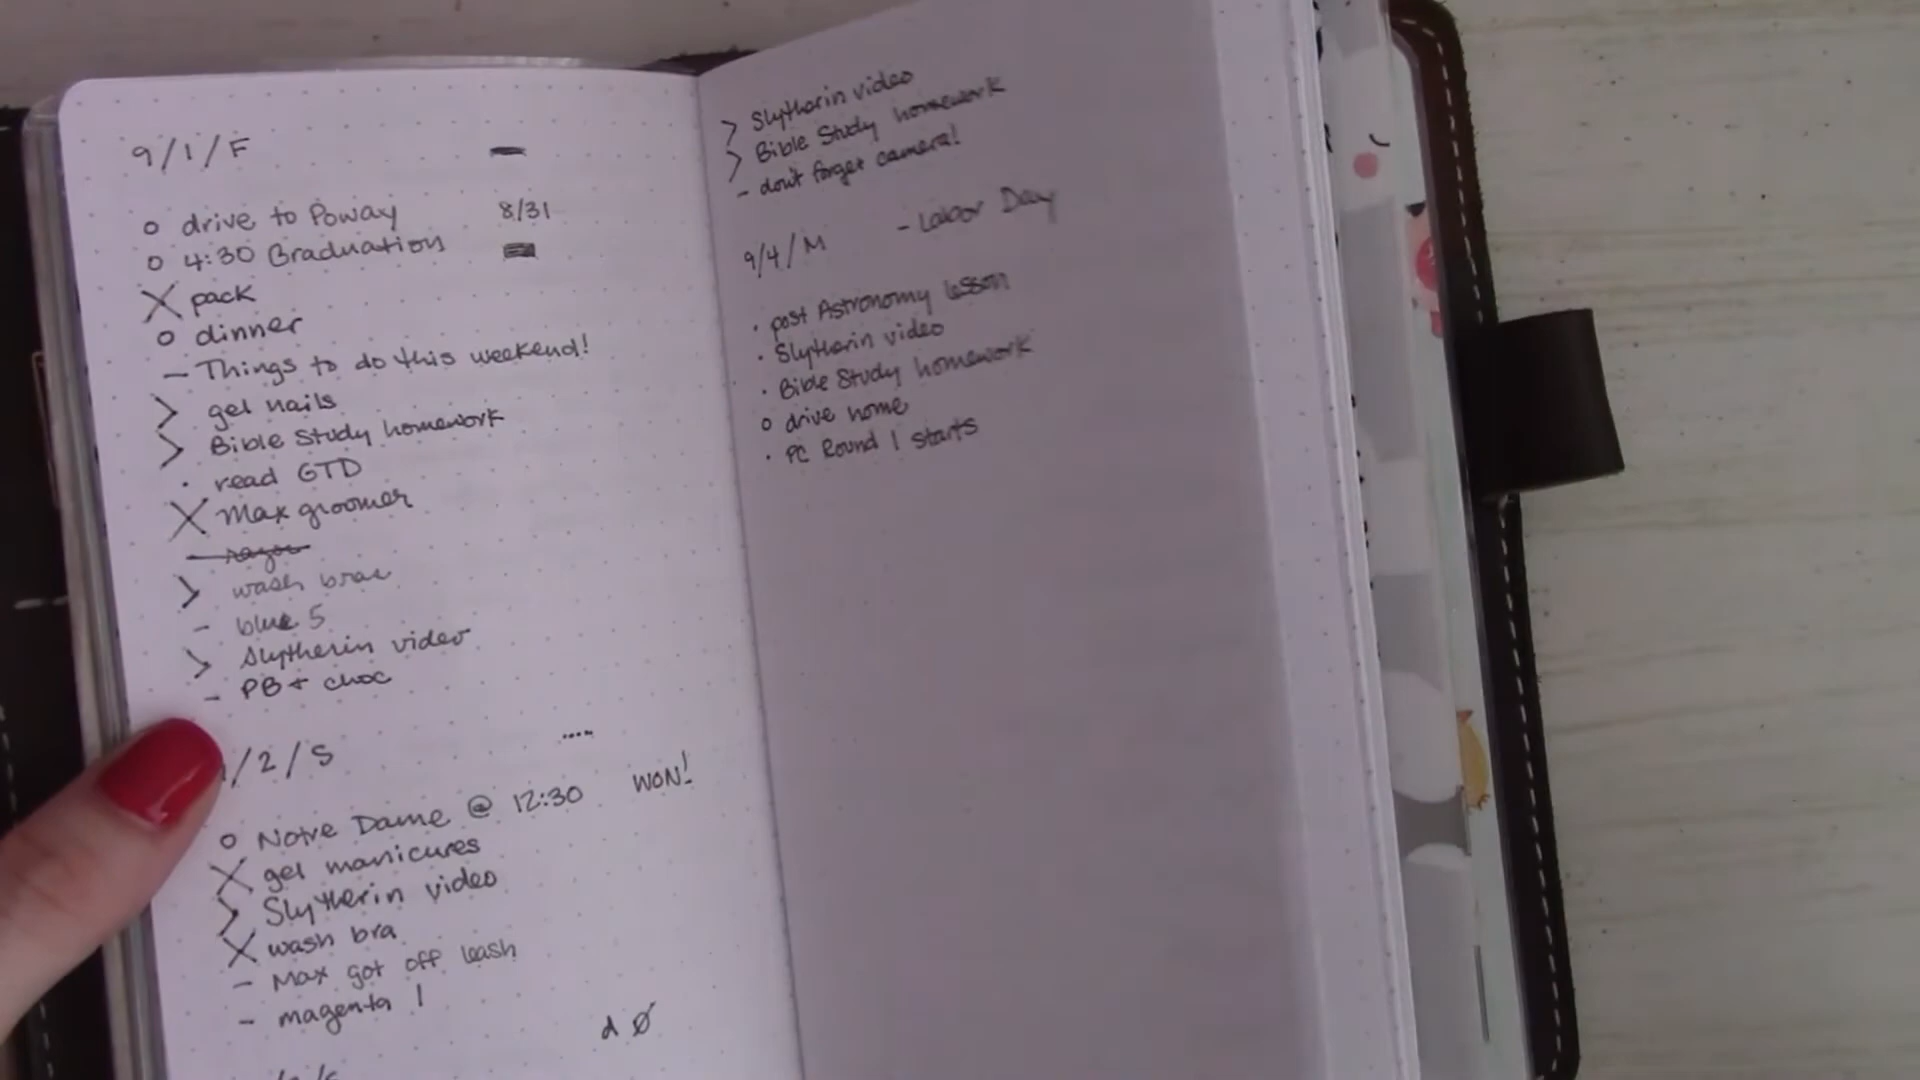 9/1/F
o drive to Poway 8/31
o 4:30 Graduation
X pack
o dinner
- Things to do this weekend!
> gel nails
> Bible Study homework
· read GTD
X Max groomer
razor
> wash bras
- blue 5
> Slytherin video
- PB + choc
/2/S
o Notre Dame @ 12:30 WON!
X gel manicures
> Slytherin video
X wash bra
- Max got off leash
- magenta 1
d Ø
> Slytherin video
> Bible Study homework
- don't forget camera!
9/4/M - Labor Day
· post Astronomy lesson
· Slytherin video
· Bible Study homework
o drive home
· PC Round 1 starts